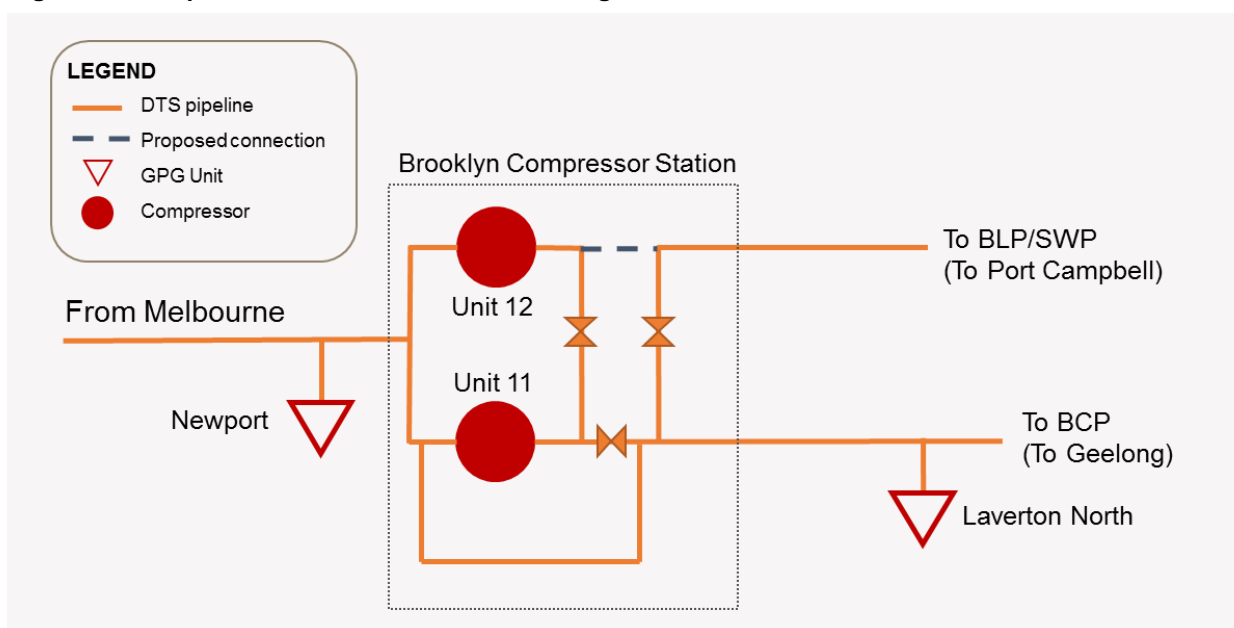 LEGEND
DTS pipeline
Proposed connection
GPG Unit
Compressor
Brooklyn Compressor Station
To BLP/SWP
(To Port Campbell)
From Melbourne
Unit 12
Unit 11
Newport
To BCP
(To Geelong)
Laverton North